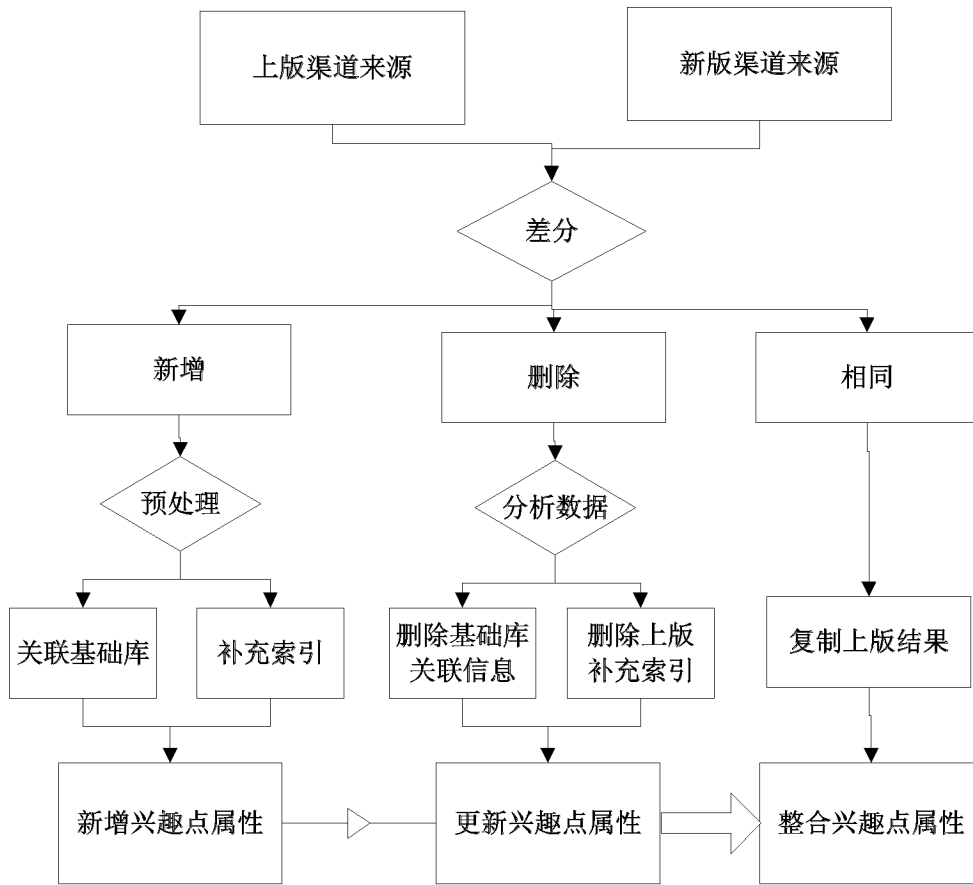 上版渠道来源
新版渠道来源
差分
新增
删除
相同
预处理
分析数据
关联基础库
补充索引
删除基础库
关联信息
删除上版
补充索引
复制上版结果
新增兴趣点属性
更新兴趣点属性
整合兴趣点属性